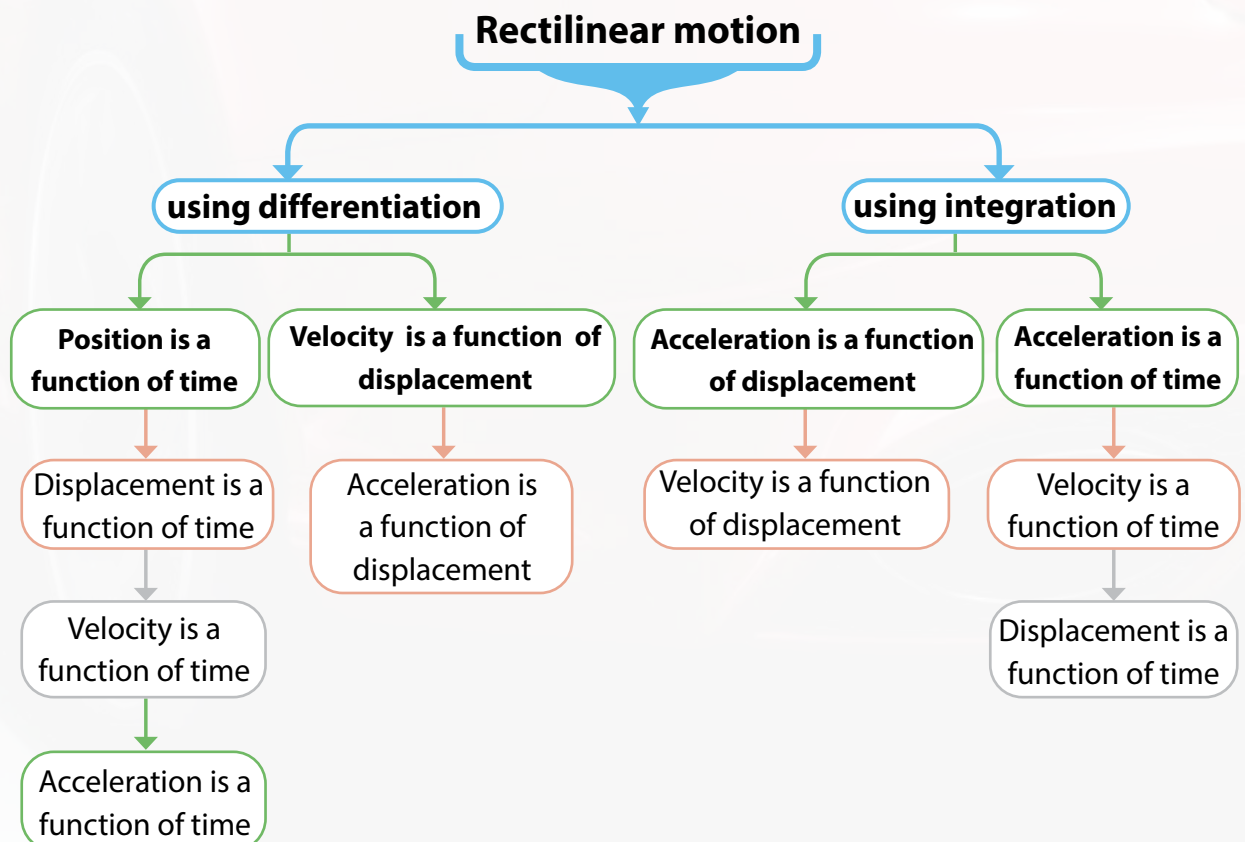 Rectilinear motion
using differentiation
using integration
Position is a
function of time
Velocity is a function of
displacement
Acceleration is a function
of displacement
Acceleration is a
function of time
Displacement is a
function of time
Acceleration is
a function of
displacement
Velocity is a function
of displacement
Velocity is a
function of time
Velocity is a
function of time
Displacement is a
function of time
Acceleration is a
function of time